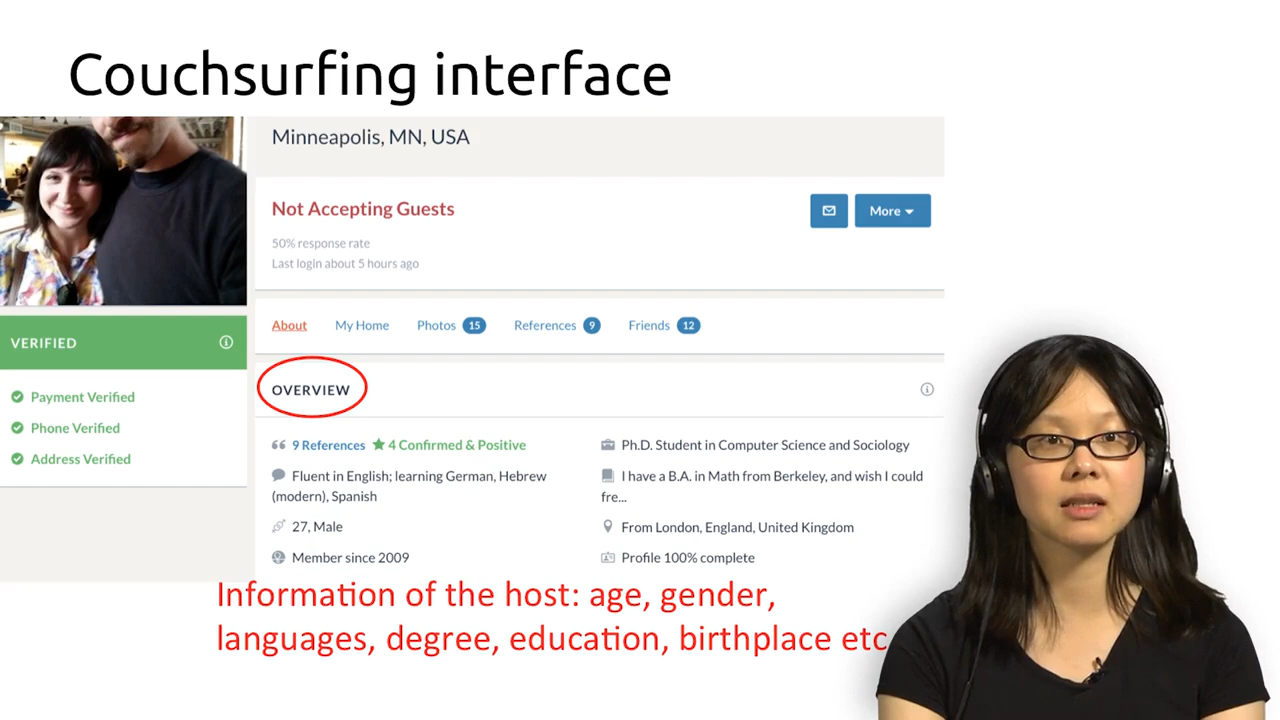 Couchsurfing interface
Minneapolis, MN, USA
Not Accepting Guests
More
50% response rate
Last login about 5 hours ago
About My Home Photos 15 References 9 Friends 12
VERIFIED
Payment Verified
Phone Verified
Address Verified
OVERVIEW
9 References 4 Confirmed & Positive
Fluent in English; learning German, Hebrew
(modern), Spanish
27, Male
Member since 2009
Ph.D. Student in Computer Science and Sociology
I have a B.A. in Math from Berkeley, and wish I could
fre...
From London, England, United Kingdom
Profile 100% complete
Information of the host: age, gender,
languages, degree, education, birthplace etc